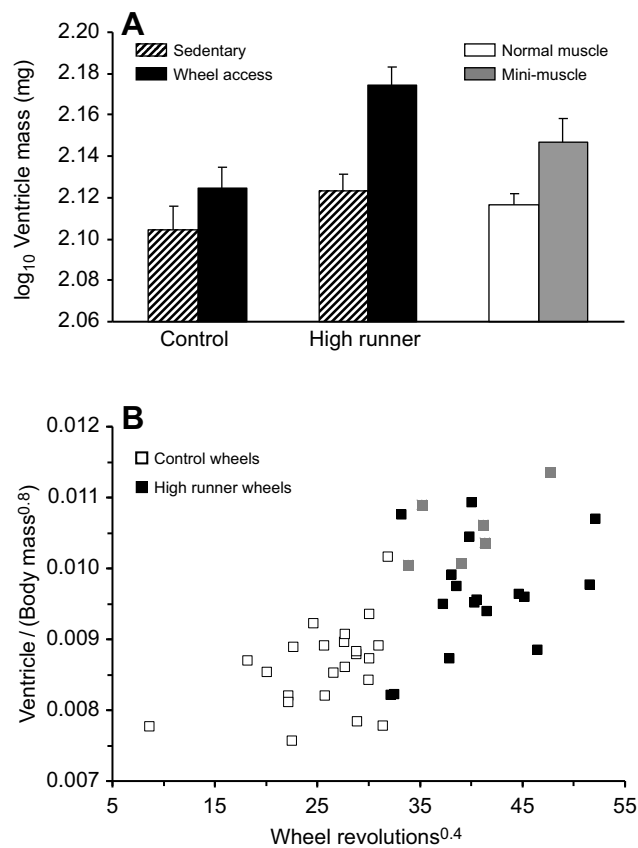 A
log10 Ventricle mass (mg)
2.20
2.18
2.16
2.14
2.12
2.10
2.08
2.06
Sedentary
Wheel access
Normal muscle
Mini-muscle
Control
High runner
B
Ventricle / (Body mass0.8)
0.012
0.011
0.010
0.009
0.008
0.007
Control wheels
High runner wheels
5
15
25
35
45
55
Wheel revolutions0.4